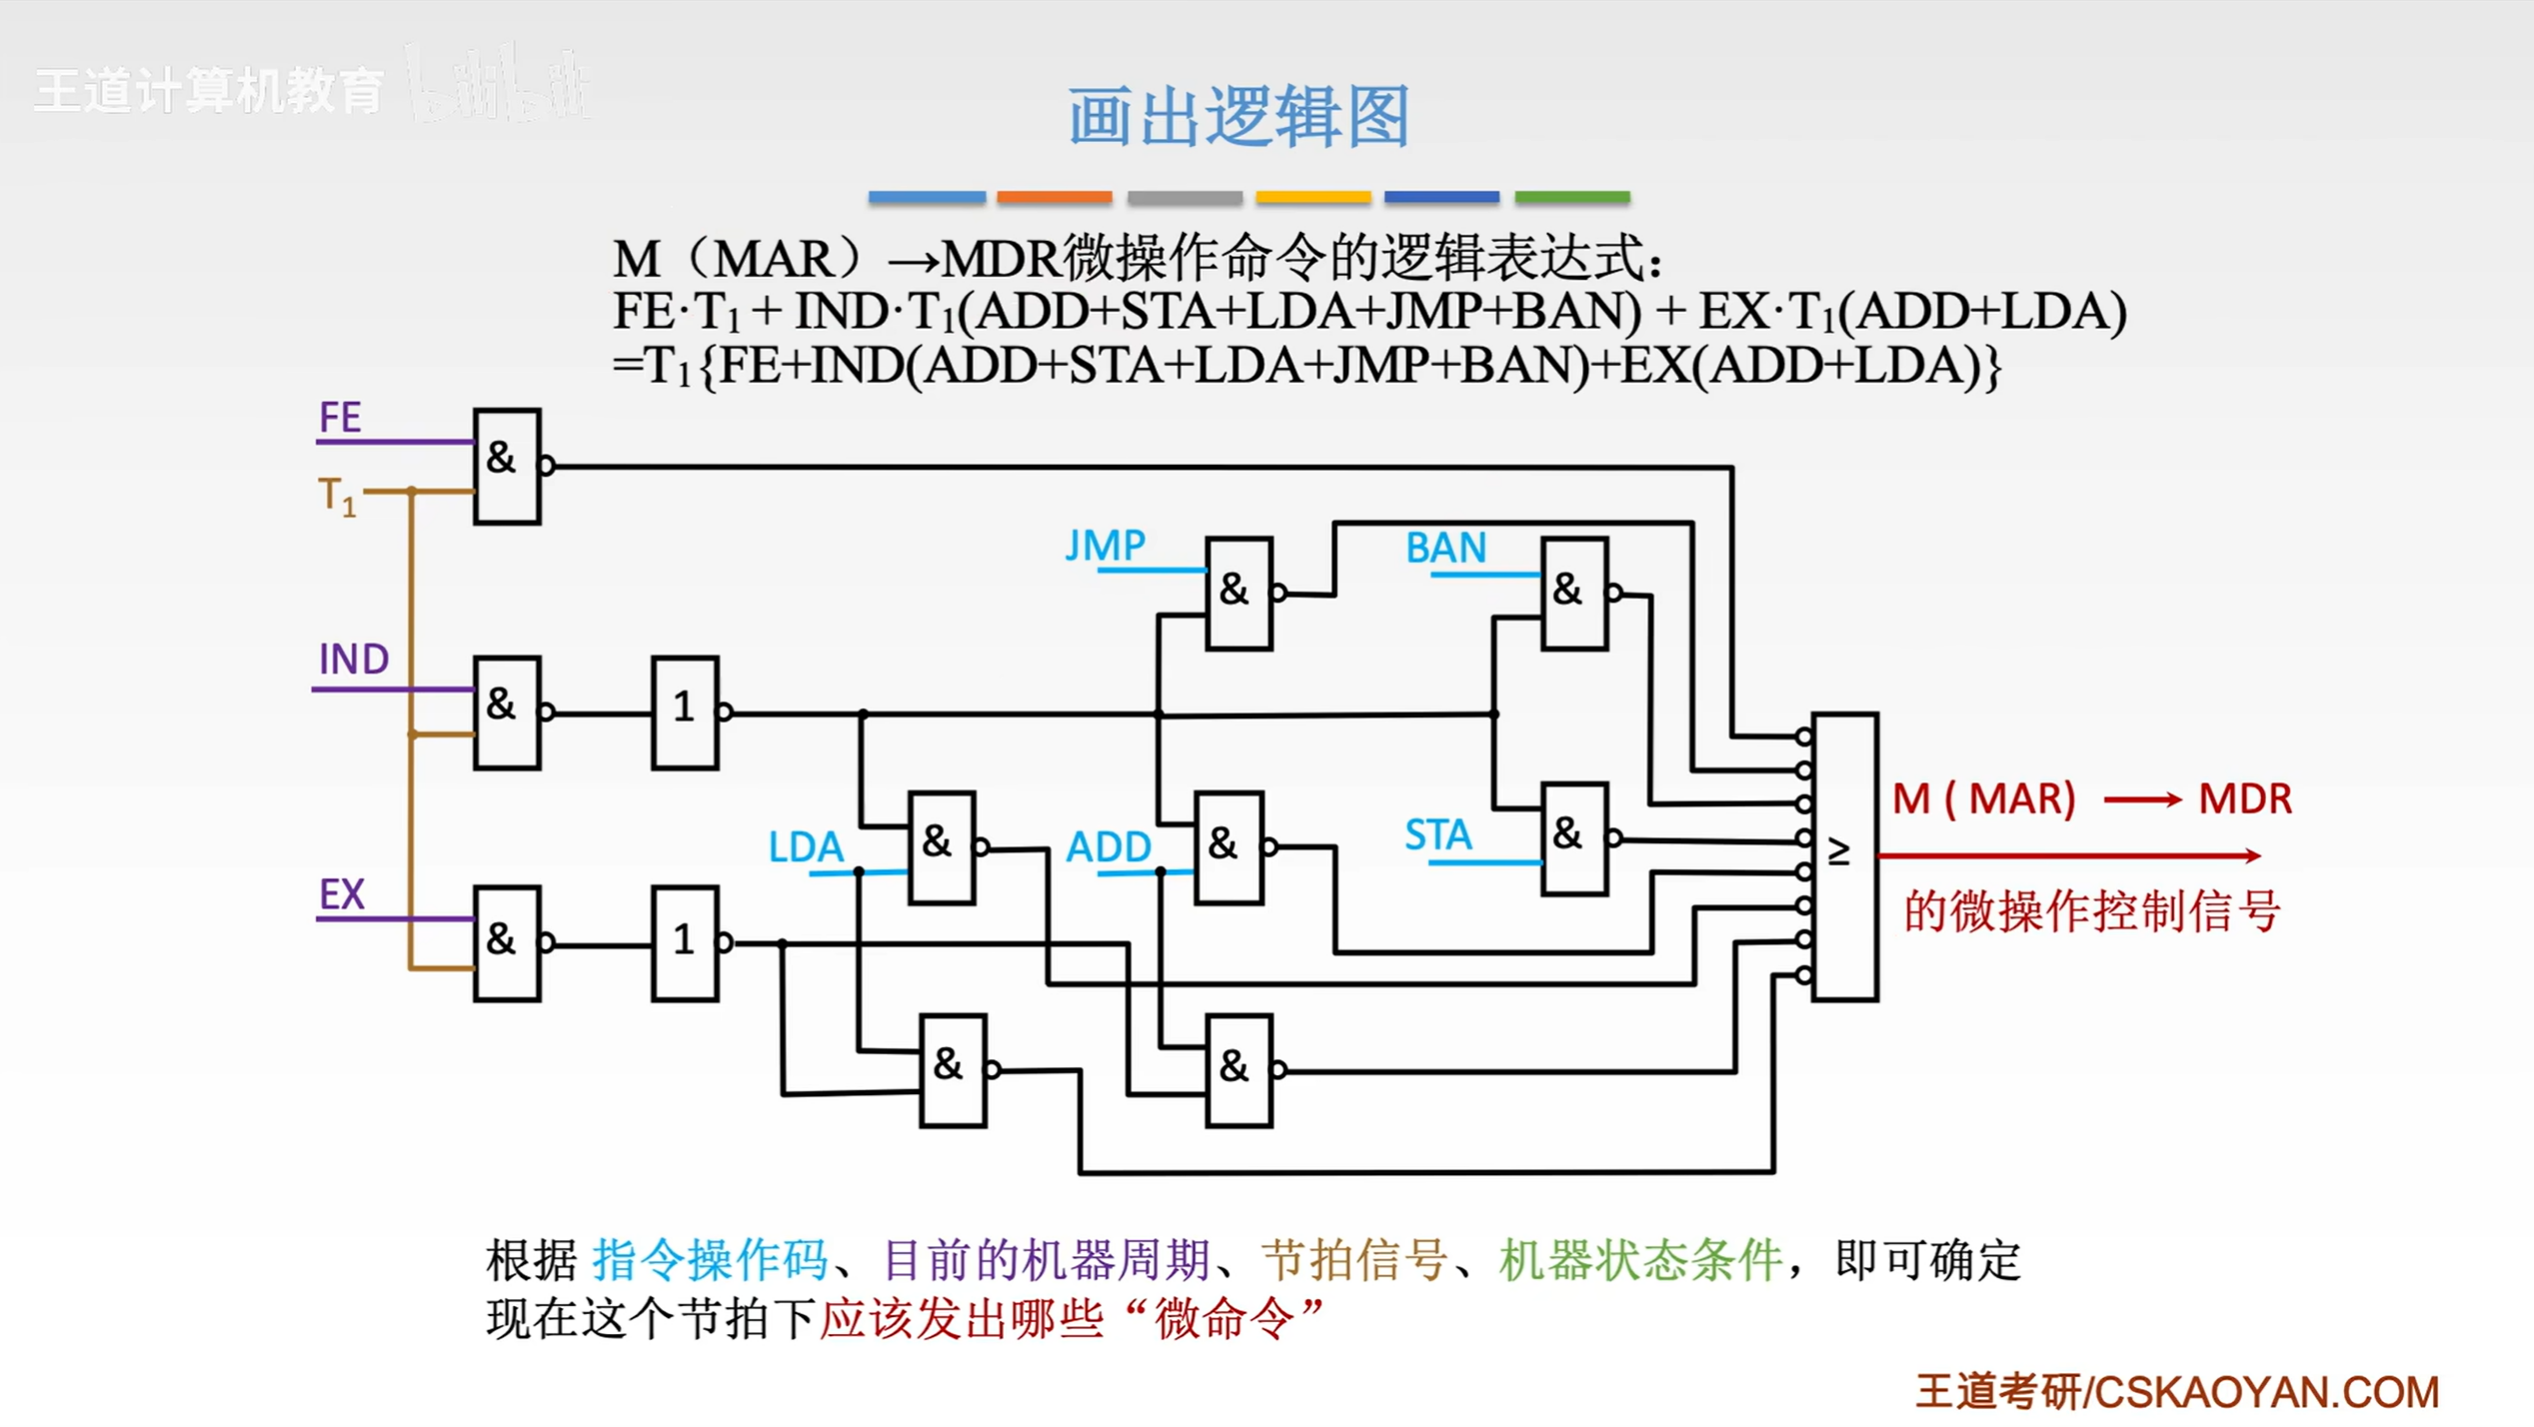 王道计算机教育 bilibili
画出逻辑图
M（MAR）→MDR微操作命令的逻辑表达式：
FE·T₁ + IND·T₁(ADD+STA+LDA+JMP+BAN) + EX·T₁(ADD+LDA)
=T₁{FE+IND(ADD+STA+LDA+JMP+BAN)+EX(ADD+LDA)}
FE
&
T₁
JMP
&
BAN
&
IND
&
1
LDA
&
ADD
&
STA
&
≥
M ( MAR) → MDR
的微操作控制信号
EX
&
1
&
&
根据 指令操作码、目前的机器周期、节拍信号、机器状态条件，即可确定
现在这个节拍下应该发出哪些“微命令”
王道考研/CSKAOYAN.COM